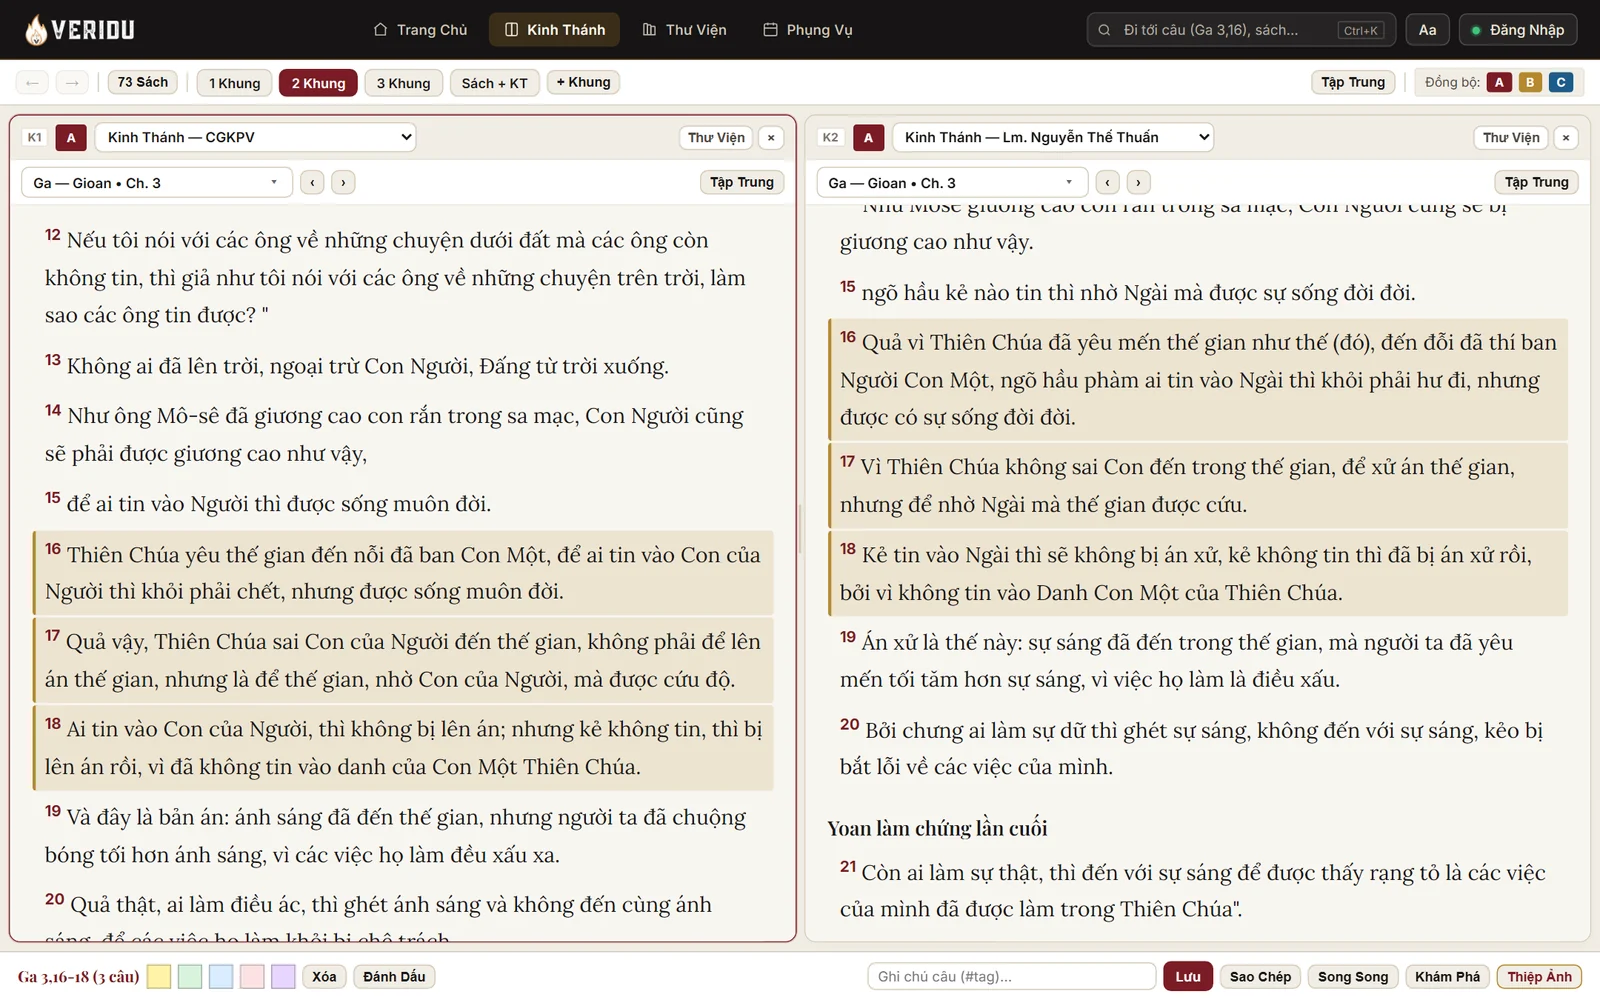 VERIDU
Trang Chủ
Kinh Thánh
Thư Viện
Phụng Vụ
Đi tới câu (Ga 3,16), sách...
Ctrl+K
Aa
Đăng Nhập
←
→
73 Sách
1 Khung
2 Khung
3 Khung
Sách + KT
+ Khung
Tập Trung
Đồng bộ:
A
B
C
K1
A
Kinh Thánh — CGKPV
Thư Viện
×
Ga — Gioan • Ch. 3
‹
›
Tập Trung
12 Nếu tôi nói với các ông về những chuyện dưới đất mà các ông còn
không tin, thì giả như tôi nói với các ông về những chuyện trên trời, làm
sao các ông tin được? "
13 Không ai đã lên trời, ngoại trừ Con Người, Đấng từ trời xuống.
14 Như ông Mô-sê đã giương cao con rắn trong sa mạc, Con Người cũng
sẽ phải được giương cao như vậy,
15 để ai tin vào Người thì được sống muôn đời.
16 Thiên Chúa yêu thế gian đến nỗi đã ban Con Một, để ai tin vào Con của
Người thì khỏi phải chết, nhưng được sống muôn đời.
17 Quả vậy, Thiên Chúa sai Con của Người đến thế gian, không phải để lên
án thế gian, nhưng là để thế gian, nhờ Con của Người, mà được cứu độ.
18 Ai tin vào Con của Người, thì không bị lên án; nhưng kẻ không tin, thì bị
lên án rồi, vì đã không tin vào danh của Con Một Thiên Chúa.
19 Và đây là bản án: ánh sáng đã đến thế gian, nhưng người ta đã chuộng
bóng tối hơn ánh sáng, vì các việc họ làm đều xấu xa.
20 Quả thật, ai làm điều ác, thì ghét ánh sáng và không đến cùng ánh
sáng, để các việc họ làm khỏi bị chê trách.
K2
A
Kinh Thánh — Lm. Nguyễn Thế Thuấn
Thư Viện
×
Ga — Gioan • Ch. 3
‹
›
Tập Trung
Như Môsê giương cao con rắn trong sa mạc, Con Người cũng sẽ bị
giương cao như vậy.
15 ngõ hầu kẻ nào tin thì nhờ Ngài mà được sự sống đời đời.
16 Quả vì Thiên Chúa đã yêu mến thế gian như thế (đó), đến đỗi đã thí ban
Người Con Một, ngõ hầu phàm ai tin vào Ngài thì khỏi phải hư đi, nhưng
được có sự sống đời đời.
17 Vì Thiên Chúa không sai Con đến trong thế gian, để xử án thế gian,
nhưng để nhờ Ngài mà thế gian được cứu.
18 Kẻ tin vào Ngài thì sẽ không bị án xử, kẻ không tin thì đã bị án xử rồi,
bởi vì không tin vào Danh Con Một của Thiên Chúa.
19 Án xử là thế này: sự sáng đã đến trong thế gian, mà người ta đã yêu
mến tối tăm hơn sự sáng, vì việc họ làm là điều xấu.
20 Bởi chưng ai làm sự dữ thì ghét sự sáng, không đến với sự sáng, kẻo bị
bắt lỗi về các việc của mình.
Yoan làm chứng lần cuối
21 Còn ai làm sự thật, thì đến với sự sáng để được thấy rạng tỏ là các việc
của mình đã được làm trong Thiên Chúa".
Ga 3,16-18 (3 câu)
Xóa
Đánh Dấu
Ghi chú câu (#tag)...
Lưu
Sao Chép
Song Song
Khám Phá
Thiệp Ảnh